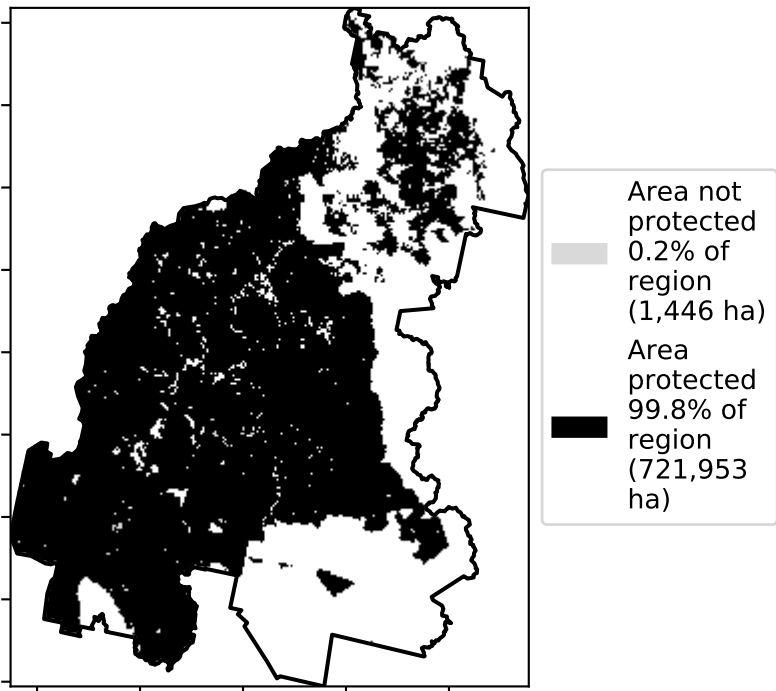 Area not
protected
0.2% of
region
(1,446 ha)
Area
protected
99.8% of
region
(721,953
ha)